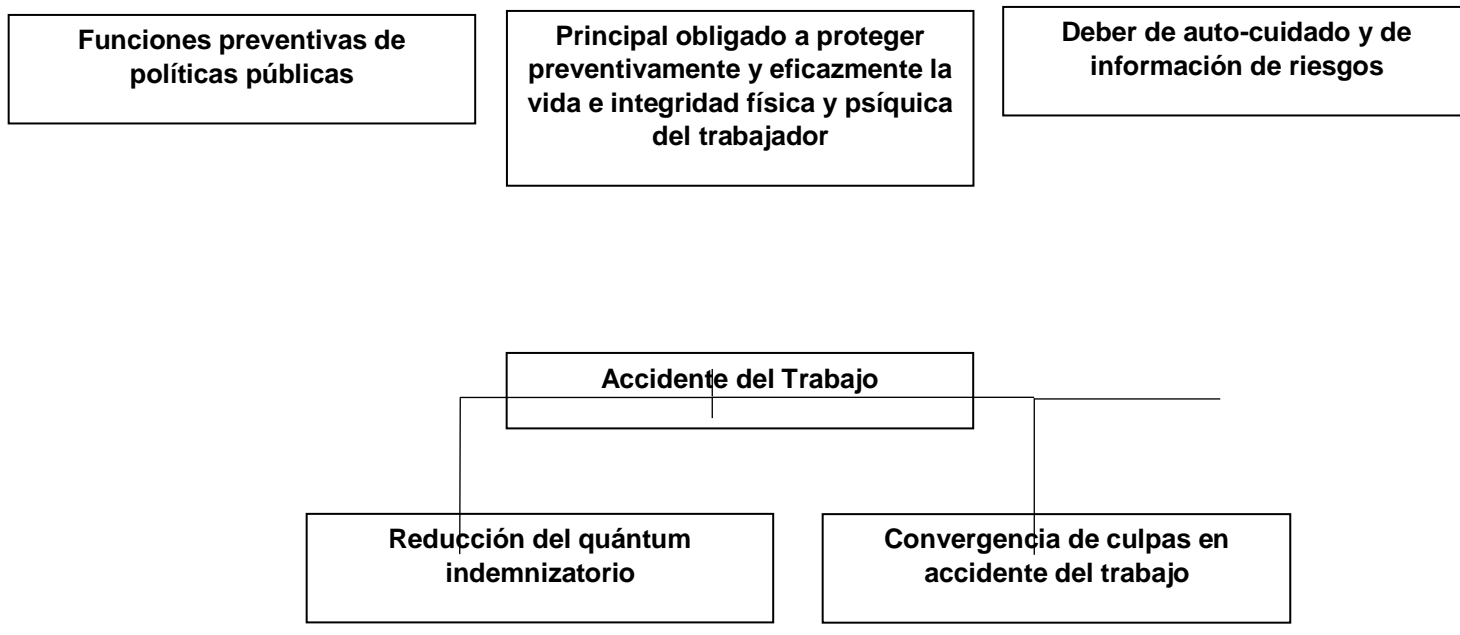 Funciones preventivas de
políticas públicas
Principal obligado a proteger
preventivamente y eficazmente la
vida e integridad física y psíquica
del trabajador
Deber de auto-cuidado y de
información de riesgos
Accidente del Trabajo
Reducción del quántum
indemnizatorio
Convergencia de culpas en
accidente del trabajo